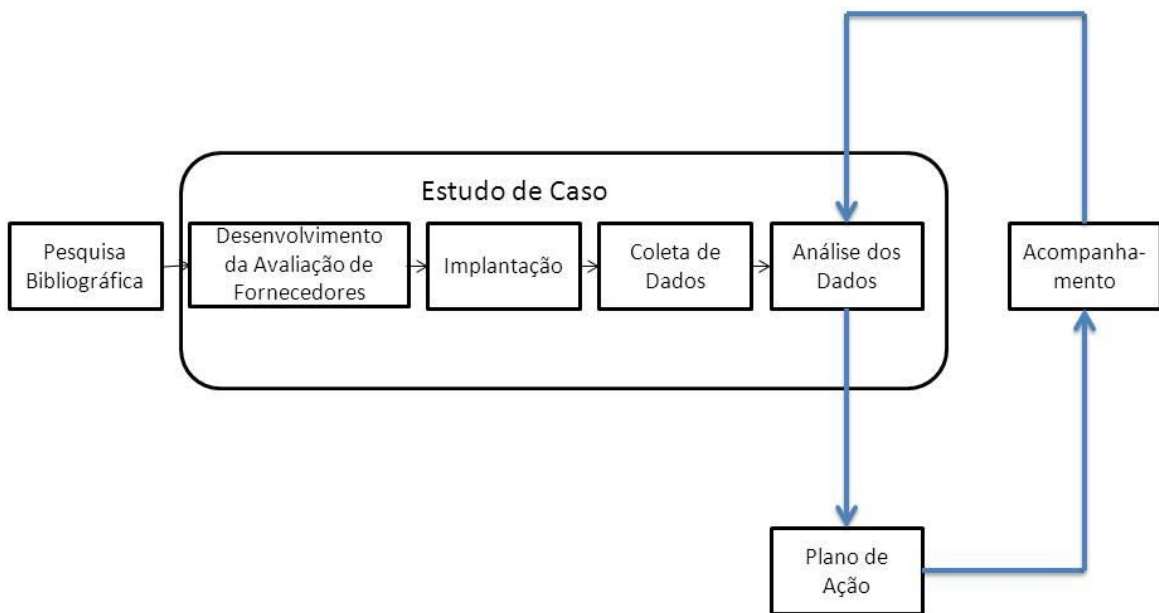 Estudo de Caso
Pesquisa
Bibliográfica
Desenvolvimento
da Avaliação de
Fornecedores
Implantação
Coleta de
Dados
Análise dos
Dados
Acompanha-
mento
Plano de
Ação